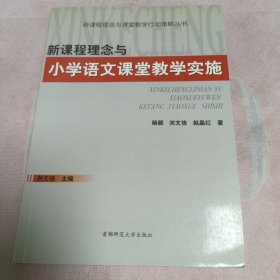 XINKECHENG
新课程理念与课堂教学行动策略丛书
新课程理念与
小学语文课堂教学实施
XINKECHENGLINIAN YU
XIAOXUEYUWEN
KETANG JIAOXUE SHISHI
杨颖 关文信 赵晶红 著
关文信 主编
首都师范大学出版社